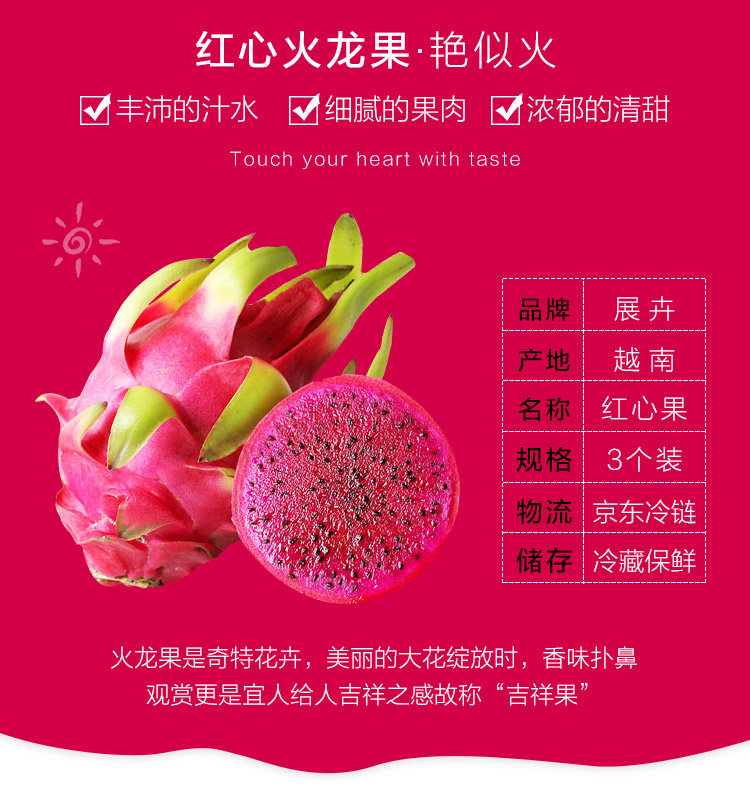 红心火龙果·艳似火
丰沛的汁水 细腻的果肉 浓郁的清甜
Touch your heart with taste
品牌 展卉
产地 越南
名称 红心果
规格 3个装
物流 京东冷链
储存 冷藏保鲜
火龙果是奇特花卉，美丽的大花绽放时，香味扑鼻
观赏更是宜人给人吉祥之感故称“吉祥果”